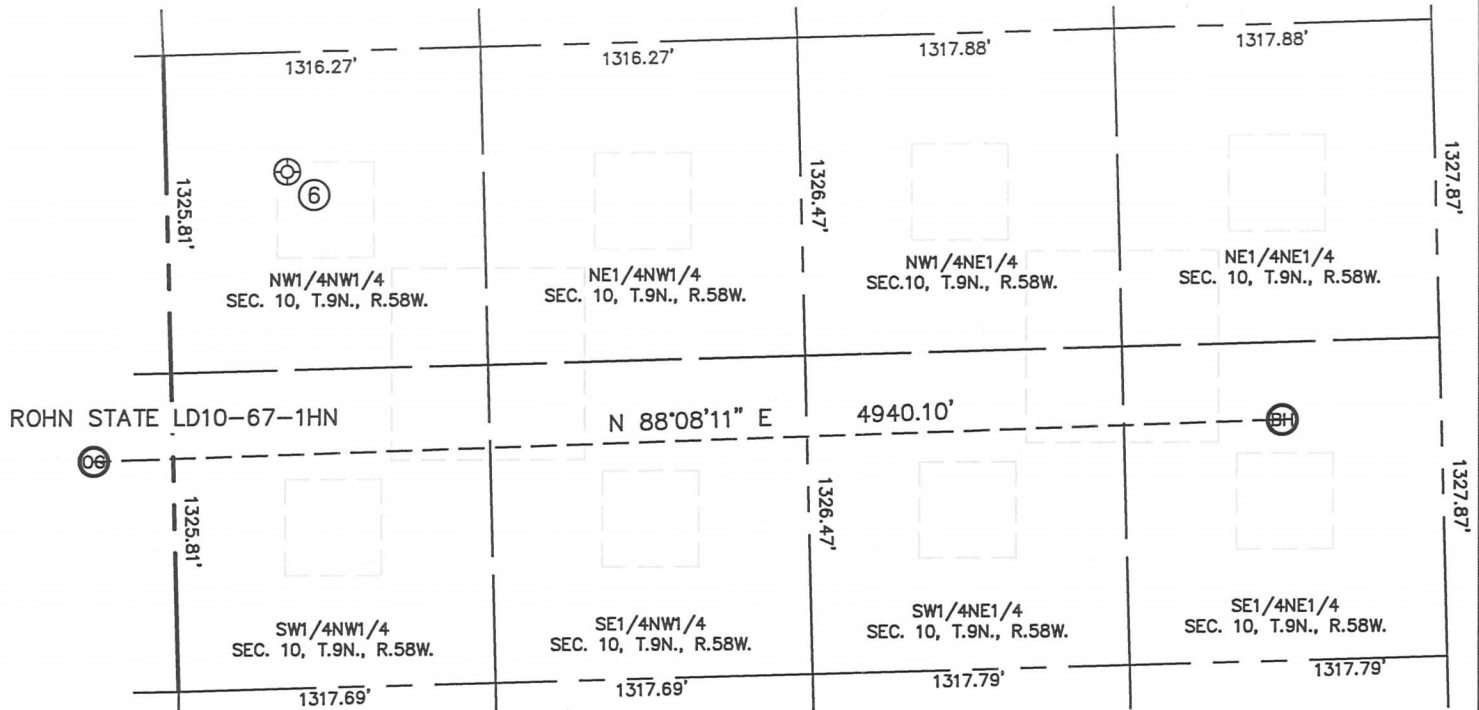 1316.27'
1316.27'
1317.88'
1317.88'
1325.81'
1326.47'
1327.87'
6
NW1/4NW1/4
SEC. 10, T.9N., R.58W.
NE1/4NW1/4
SEC. 10, T.9N., R.58W.
NW1/4NE1/4
SEC.10, T.9N., R.58W.
NE1/4NE1/4
SEC. 10, T.9N., R.58W.
ROHN STATE LD10-67-1HN
N 88°08'11" E
4940.10'
OG
BH
1325.81'
1326.47'
1327.87'
SW1/4NW1/4
SEC. 10, T.9N., R.58W.
SE1/4NW1/4
SEC. 10, T.9N., R.58W.
SW1/4NE1/4
SEC. 10, T.9N., R.58W.
SE1/4NE1/4
SEC. 10, T.9N., R.58W.
1317.69'
1317.69'
1317.79'
1317.79'